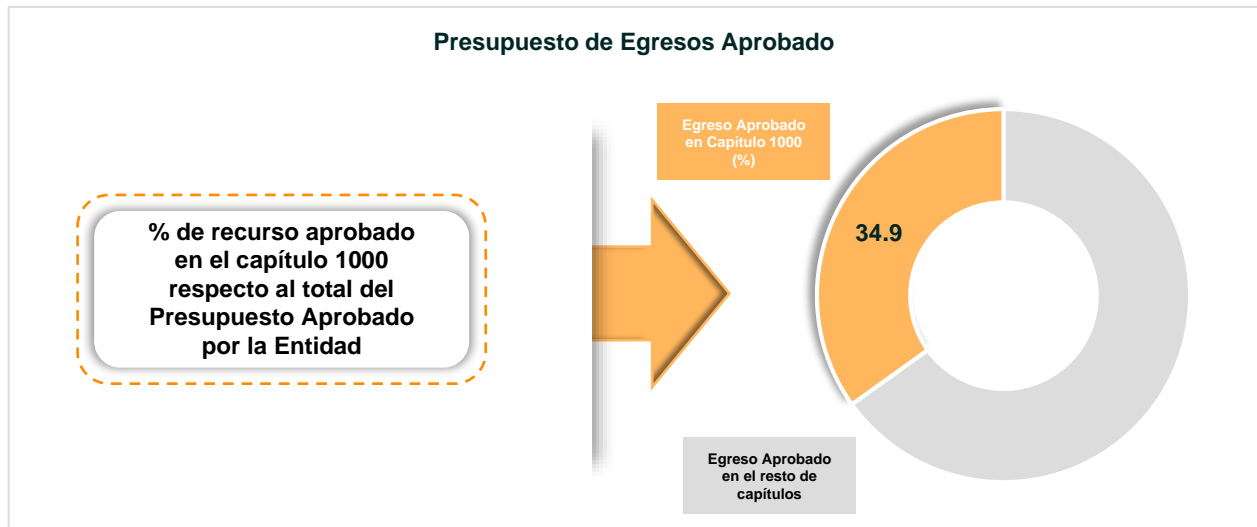 Presupuesto de Egresos Aprobado
% de recurso aprobado
en el capítulo 1000
respecto al total del
Presupuesto Aprobado
por la Entidad
Egreso Aprobado
en Capítulo 1000
(%)
34.9
Egreso Aprobado
en el resto de
capítulos